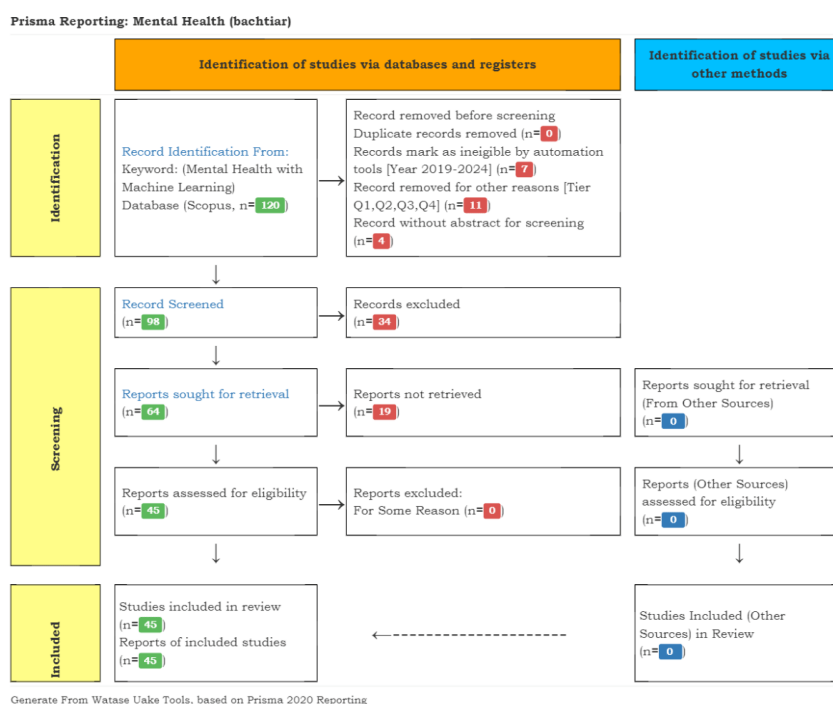 Prisma Reporting: Mental Health (bachtiar)
Identification of studies via databases and registers
Identification of studies via
other methods
Identification
Record Identification From:
Keyword: (Mental Health with
Machine Learning)
Database (Scopus, n=120)
Record removed before screening
Duplicate records removed (n=0)
Records mark as ineigible by automation
tools [Year 2019-2024] (n=7)
Record removed for other reasons [Tier
Q1,Q2,Q3,Q4] (n=11)
Record without abstract for screening
(n=4)
Screening
Record Screened
(n=98)
Records excluded
(n=34)
Reports sought for retrieval
(n=64)
Reports not retrieved
(n=19)
Reports sought for retrieval
(From Other Sources)
(n=0)
Reports assessed for eligibility
(n=45)
Reports excluded:
For Some Reason (n=0)
Reports (Other Sources)
assessed for eligibility
(n=0)
Included
Studies included in review
(n=45)
Reports of included studies
(n=45)
Studies Included (Other
Sources) in Review
(n=0)
Generate From Watase Uake Tools, based on Prisma 2020 Reporting